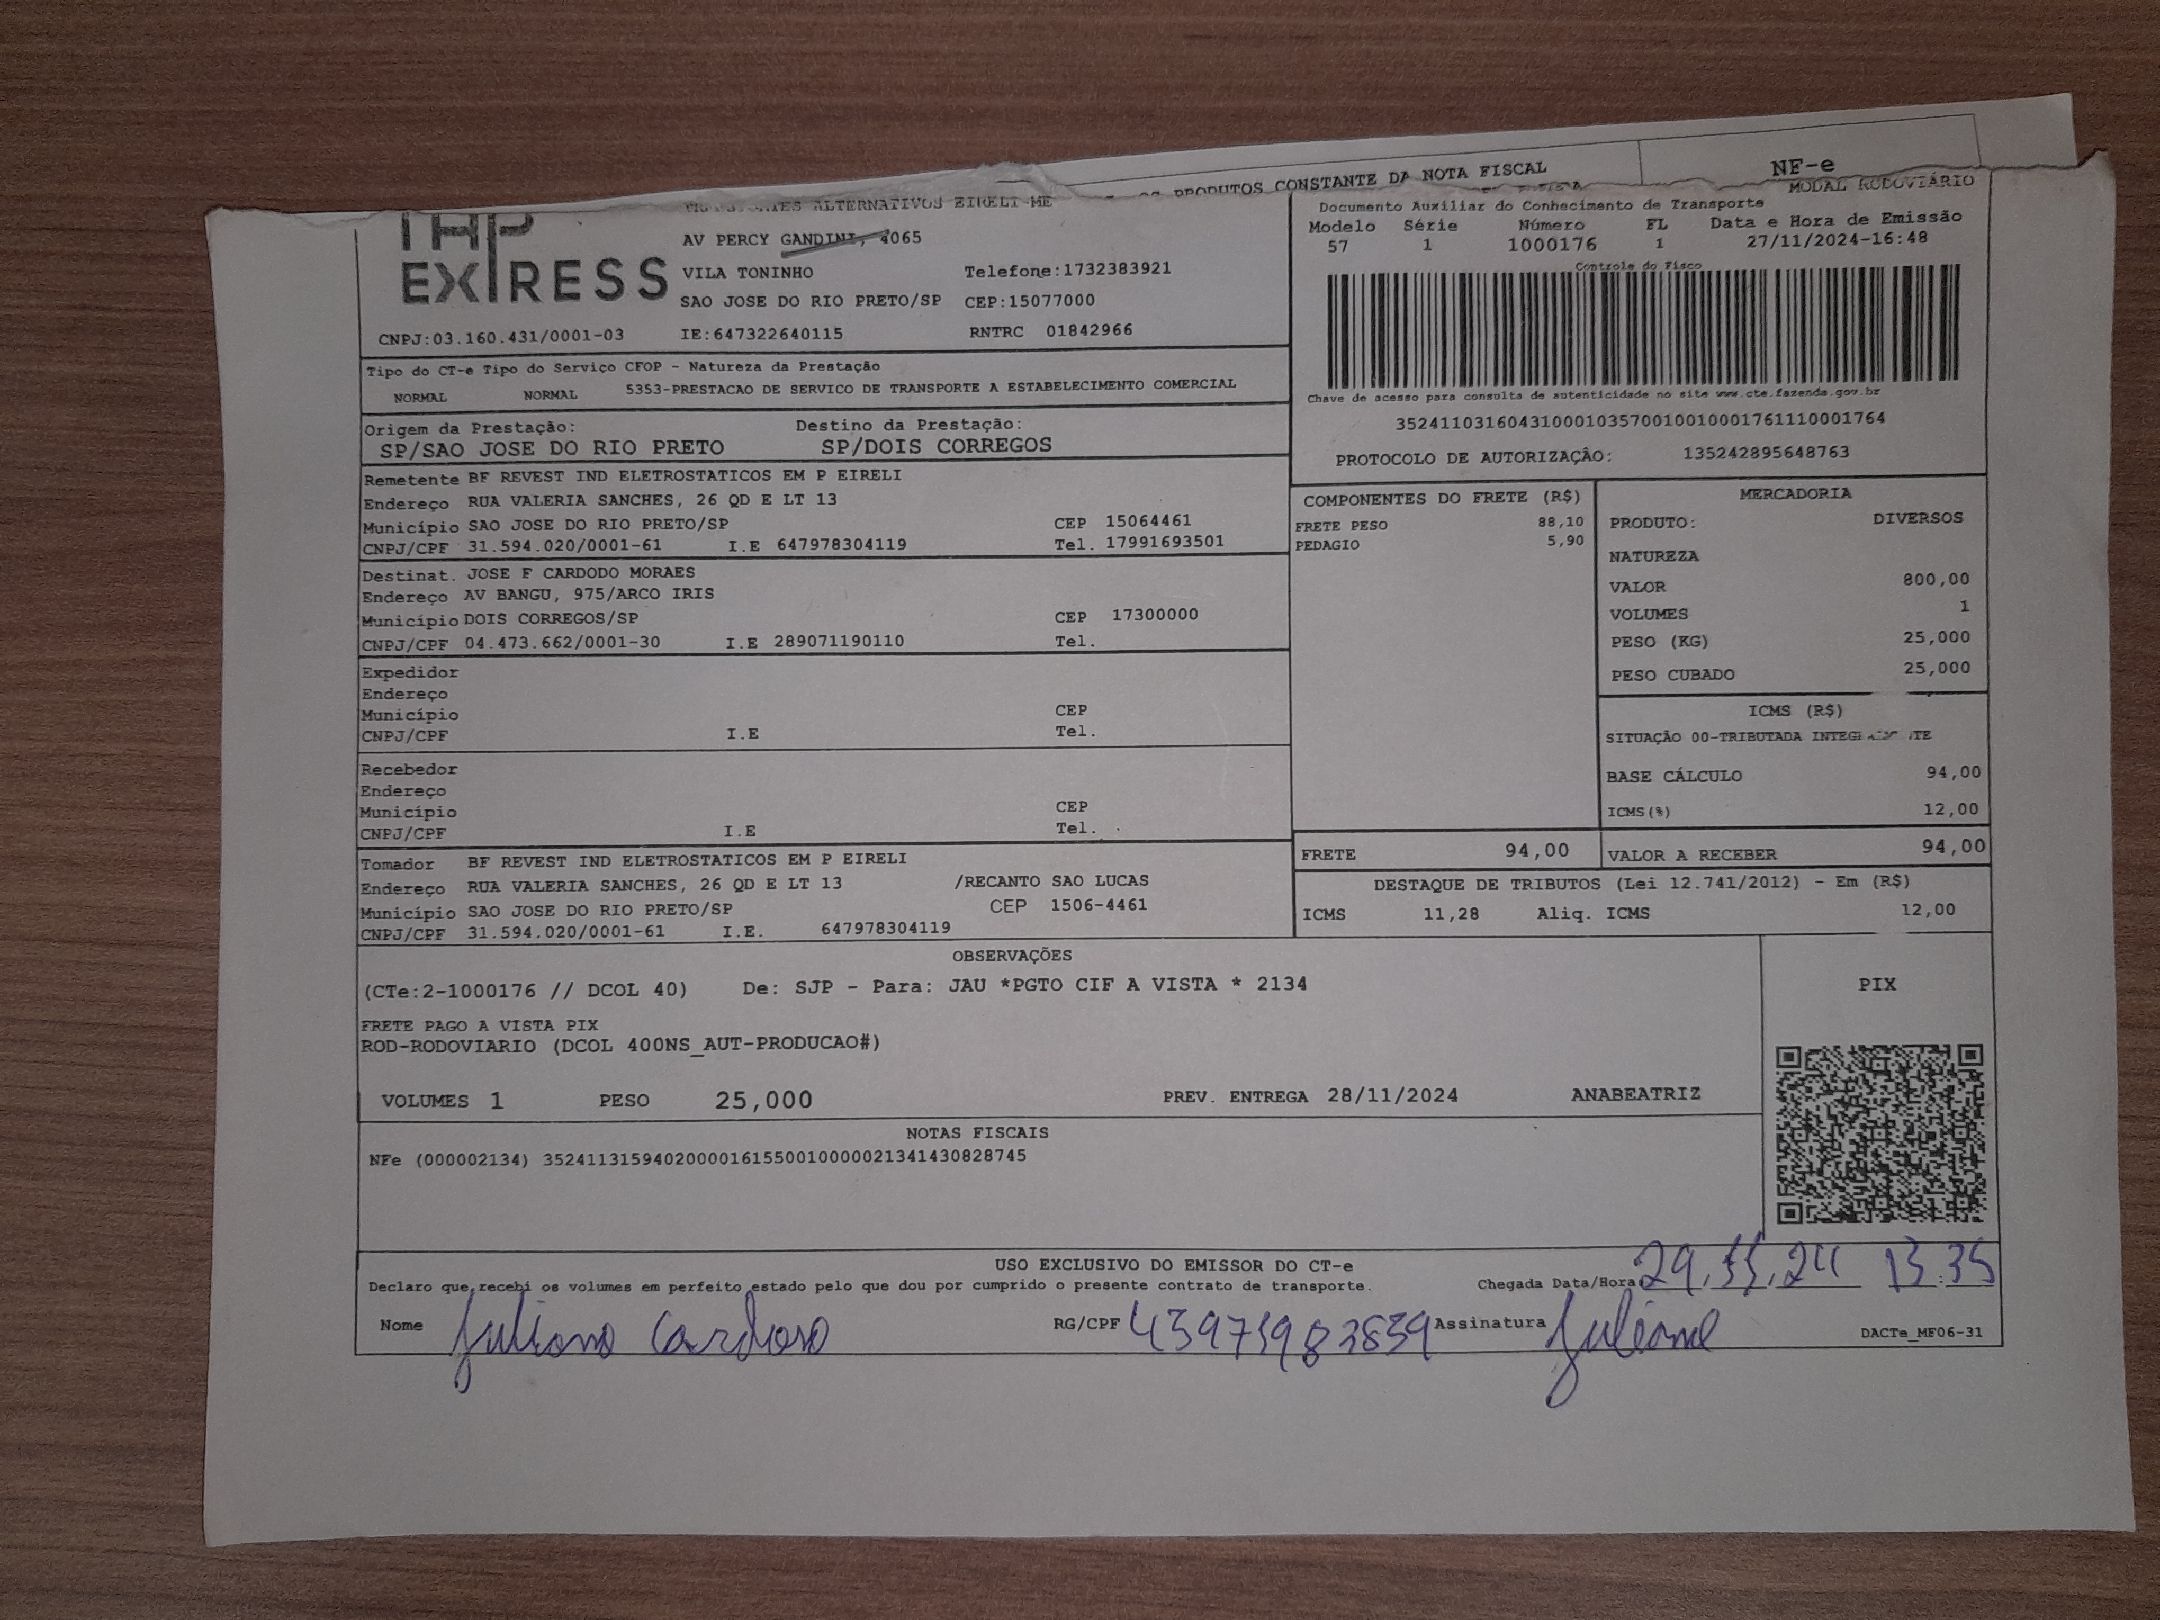 PRODUTOS CONSTANTE DA NOTA FISCAL
NF-e
MODAL RODOVIÁRIO
ALTERNATIVOS EIRELI-ME
EXPRESS
AV PERCY GANDINI, 4065
VILA TONINHO Telefone:1732383921
SAO JOSE DO RIO PRETO/SP CEP:15077000
CNPJ:03.160.431/0001-03 IE:647322640115 RNTRC 01842966
Documento Auxiliar do Conhecimento de Transporte
Modelo Série Número FL Data e Hora de Emissão
57 1 1000176 1 27/11/2024-16:48
Controle do Fisco
Chave de acesso para consulta de autenticidade no site www.cte.fazenda.gov.br
35241103160431000103570010010001761110001764
PROTOCOLO DE AUTORIZAÇÃO: 135242895648763
Tipo do CT-e Tipo do Serviço CFOP - Natureza da Prestação
NORMAL NORMAL 5353-PRESTACAO DE SERVICO DE TRANSPORTE A ESTABELECIMENTO COMERCIAL
Origem da Prestação: Destino da Prestação:
SP/SAO JOSE DO RIO PRETO SP/DOIS CORREGOS
Remetente BF REVEST IND ELETROSTATICOS EM P EIRELI
Endereço RUA VALERIA SANCHES, 26 QD E LT 13
Município SAO JOSE DO RIO PRETO/SP CEP 15064461
CNPJ/CPF 31.594.020/0001-61 I.E 647978304119 Tel. 17991693501
Destinat. JOSE F CARDODO MORAES
Endereço AV BANGU, 975/ARCO IRIS
Município DOIS CORREGOS/SP CEP 17300000
CNPJ/CPF 04.473.662/0001-30 I.E 289071190110 Tel.
Expedidor
Endereço
Município CEP
CNPJ/CPF I.E Tel.
Recebedor
Endereço
Município CEP
CNPJ/CPF I.E Tel.
Tomador BF REVEST IND ELETROSTATICOS EM P EIRELI
Endereço RUA VALERIA SANCHES, 26 QD E LT 13 /RECANTO SAO LUCAS
Município SAO JOSE DO RIO PRETO/SP CEP 1506-4461
CNPJ/CPF 31.594.020/0001-61 I.E. 647978304119
COMPONENTES DO FRETE (R$)
FRETE PESO 88,10
PEDAGIO 5,90
MERCADORIA
PRODUTO: DIVERSOS
NATUREZA
VALOR 800,00
VOLUMES 1
PESO (KG) 25,000
PESO CUBADO 25,000
ICMS (R$)
SITUAÇÃO 00-TRIBUTADA
BASE CÁLCULO 94,00
ICMS(%) 12,00
FRETE 94,00 VALOR A RECEBER 94,00
DESTAQUE DE TRIBUTOS (Lei 12.741/2012) - Em (R$)
ICMS 11,28 Aliq. ICMS 12,00
OBSERVAÇÕES
(CTe:2-1000176 // DCOL 40) De: SJP - Para: JAU *PGTO CIF A VISTA * 2134
FRETE PAGO A VISTA PIX
ROD-RODOVIARIO (DCOL 400NS_AUT-PRODUCAO#)
VOLUMES 1 PESO 25,000 PREV. ENTREGA 28/11/2024 ANABEATRIZ
PIX
NOTAS FISCAIS
NFe (000002134) 35241131594020000161550010000021341430828745
USO EXCLUSIVO DO EMISSOR DO CT-e
Declaro que recebi os volumes em perfeito estado pelo que dou por cumprido o presente contrato de transporte. Chegada Data/Hora: 29.11.24 13:35
Nome Juliano Cardoso RG/CPF Assinatura
DACTe_MF06-31